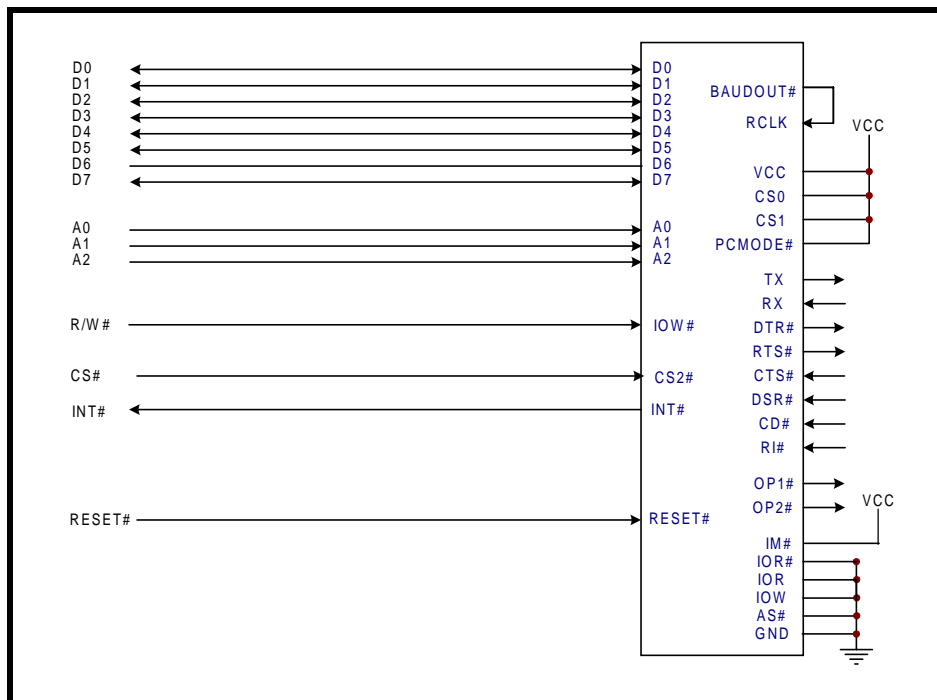 D0
D1
D2
D3
D4
D5
D6
D7
A0
A1
A2
R/W#
CS#
INT#
RESET#
D0
D1
D2
D3
D4
D5
D6
D7
A0
A1
A2
IOW#
CS2#
INT#
RESET#
BAUDOUT#
RCLK
VCC
VCC
CS0
CS1
PCMODE#
TX
RX
DTR#
RTS#
CTS#
DSR#
CD#
RI#
OP1#
OP2#
VCC
IM#
IOR#
IOR
IOW
AS#
GND